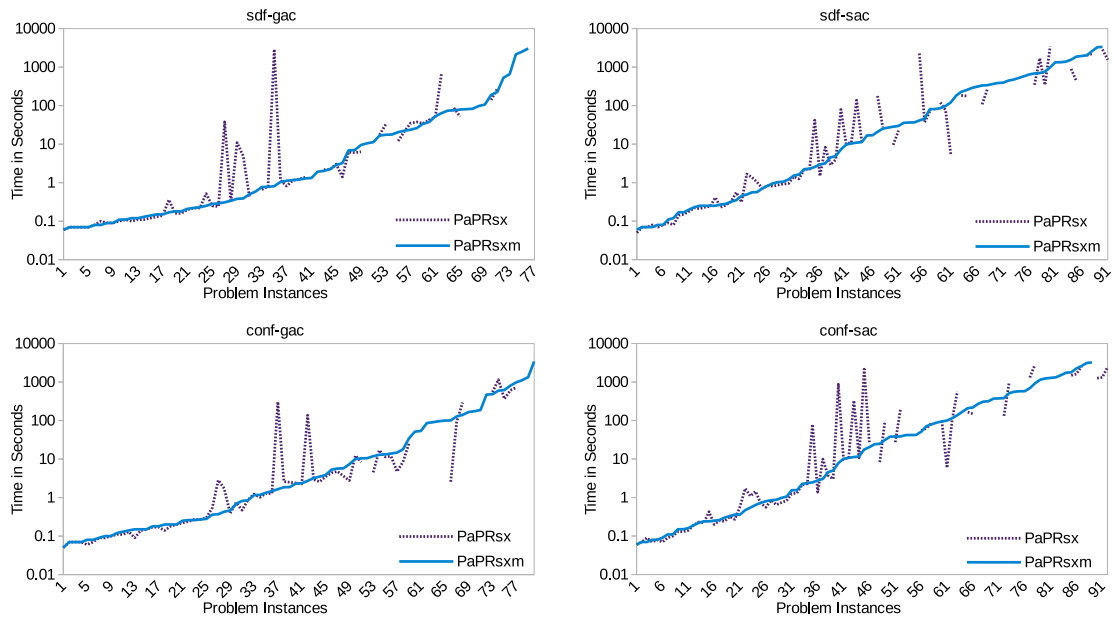 sdf-gac
10000
1000
100
10
1
0.1
0.01
Time in Seconds
PaPRsx
PaPRsxm
1 5 9 13 17 21 25 29 33 37 41 45 49 53 57 61 65 69 73 77
Problem Instances
sdf-sac
10000
1000
100
10
1
0.1
0.01
Time in Seconds
PaPRsx
PaPRsxm
1 6 11 16 21 26 31 36 41 46 51 56 61 66 71 76 81 86 91
Problem Instances
conf-gac
10000
1000
100
10
1
0.1
0.01
Time in Seconds
PaPRsx
PaPRsxm
1 5 9 13 17 21 25 29 33 37 41 45 49 53 57 61 65 69 73 77
Problem Instances
conf-sac
10000
1000
100
10
1
0.1
0.01
Time in Seconds
PaPRsx
PaPRsxm
1 6 11 16 21 26 31 36 41 46 51 56 61 66 71 76 81 86 91
Problem Instances